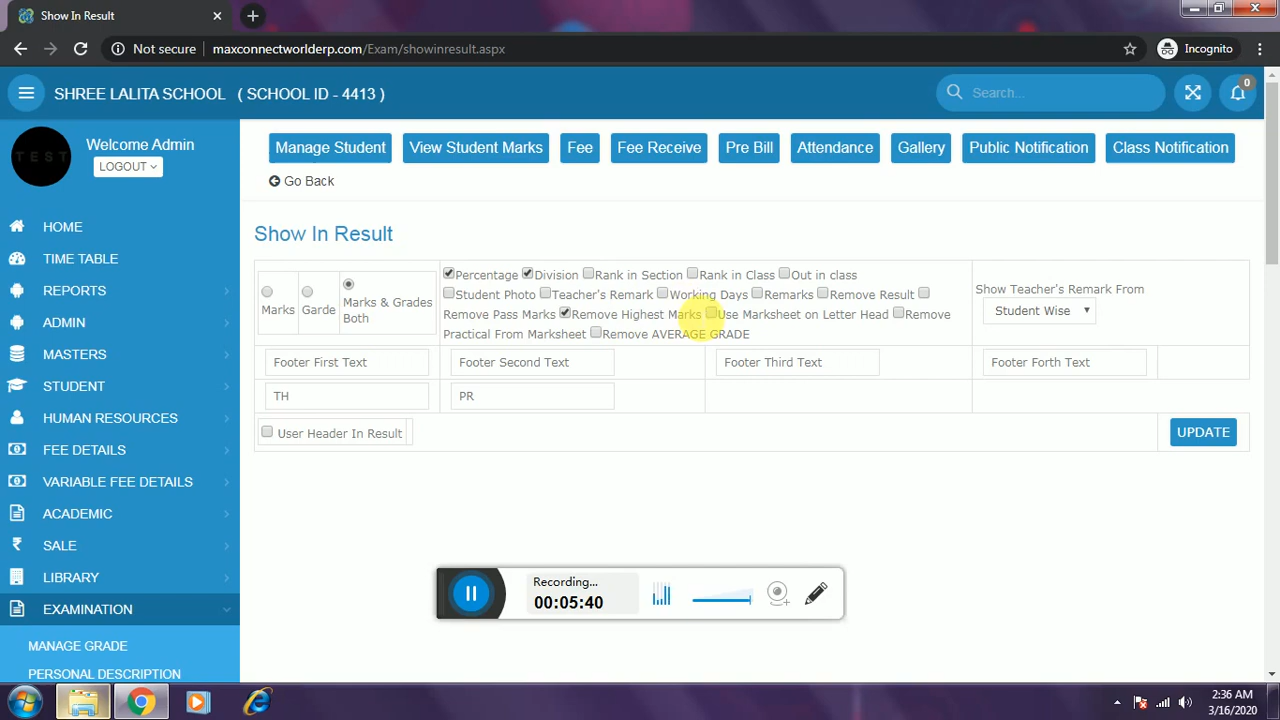 Show In Result
Not secure
maxconnectworlderp.com/Exam/showinresult.aspx
Incognito
SHREE LALITA SCHOOL ( SCHOOL ID - 4413 )
Search...
0
TEST
Welcome Admin
LOGOUT
Manage Student
View Student Marks
Fee
Fee Receive
Pre Bill
Attendance
Gallery
Public Notification
Class Notification
Go Back
HOME
TIME TABLE
REPORTS
ADMIN
MASTERS
STUDENT
HUMAN RESOURCES
FEE DETAILS
VARIABLE FEE DETAILS
ACADEMIC
SALE
LIBRARY
EXAMINATION
MANAGE GRADE
PERSONAL DESCRIPTION
Show In Result
Marks
Garde
Marks & Grades
Both
Percentage Division Rank in Section Rank in Class Out in class
Student Photo Teacher's Remark Working Days Remarks Remove Result
Remove Pass Marks Remove Highest Marks Use Marksheet on Letter Head Remove
Practical From Marksheet Remove AVERAGE GRADE
Show Teacher's Remark From
Student Wise
Footer First Text
Footer Second Text
Footer Third Text
Footer Forth Text
TH
PR
User Header In Result
UPDATE
Recording...
00:05:40
2:36 AM
3/16/2020